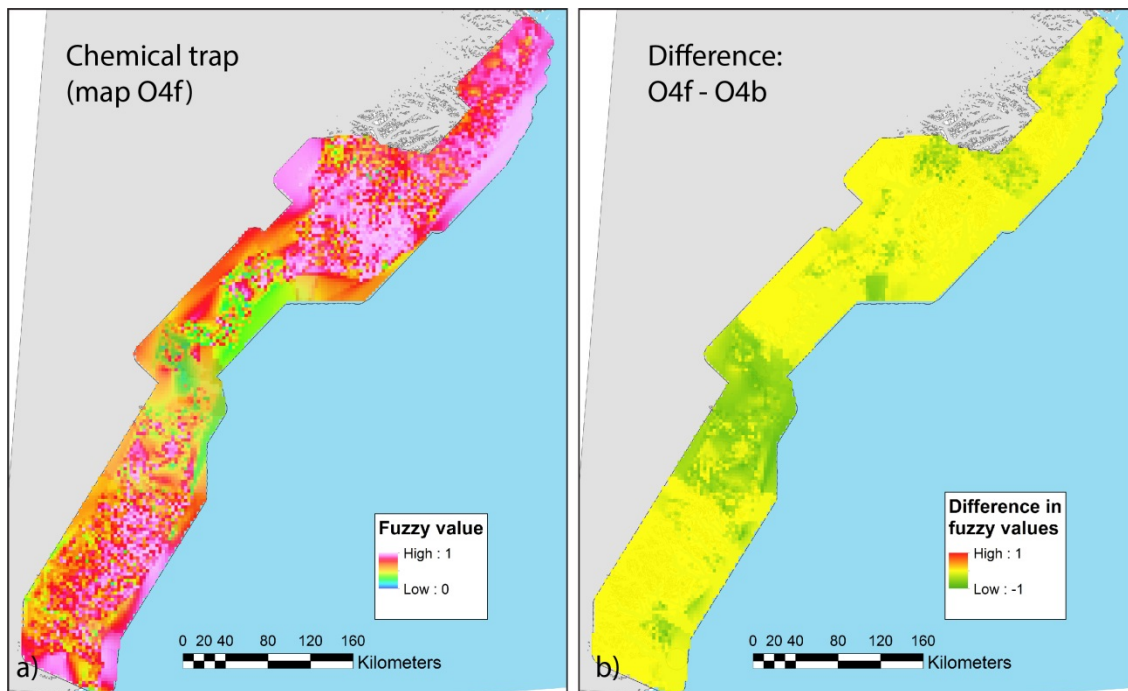 Chemical trap
(map O4f)
Fuzzy value
High : 1
Low : 0
0 20 40 80 120 160
Kilometers
a)
Difference:
O4f - O4b
Difference in
fuzzy values
High : 1
Low : -1
0 20 40 80 120 160
Kilometers
b)